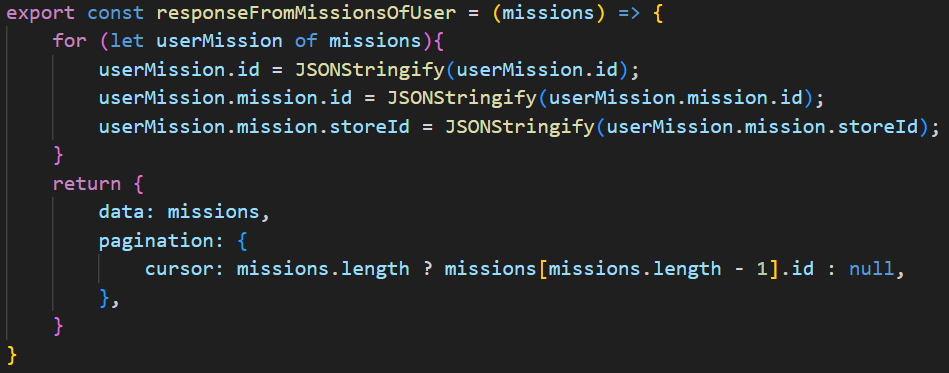 export const responseFromMissionsOfUser = (missions) => {
    for (let userMission of missions){
        userMission.id = JSONStringify(userMission.id);
        userMission.mission.id = JSONStringify(userMission.mission.id);
        userMission.mission.storeId = JSONStringify(userMission.mission.storeId);
    }
    return {
        data: missions,
        pagination: {
            cursor: missions.length ? missions[missions.length - 1].id : null,
        },
    }
}